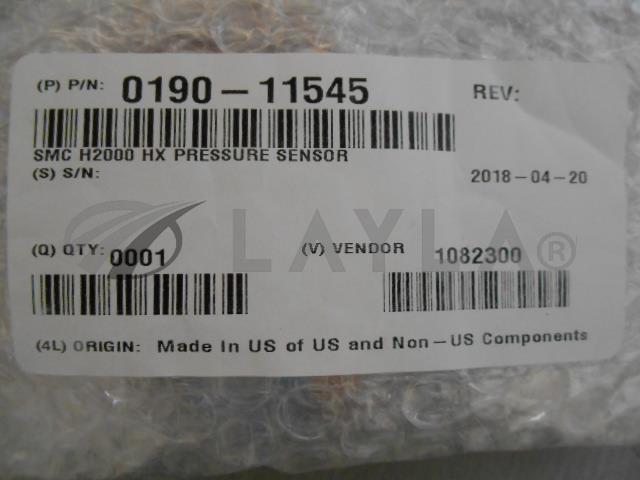 (P) P/N: 0190-11545 REV:
SMC H2000 HX PRESSURE SENSOR
(S) S/N: 2018-04-20
LAYLA®
(Q) QTY: 0001 (V) VENDOR 1082300
(4L) ORIGIN: Made In US of US and Non-US Components